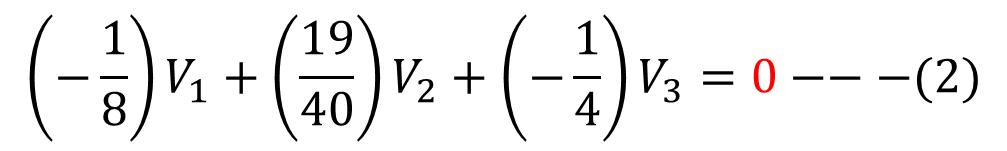 (−1/8)V₁ + (19/40)V₂ + (−1/4)V₃ = 0 −− −(2)